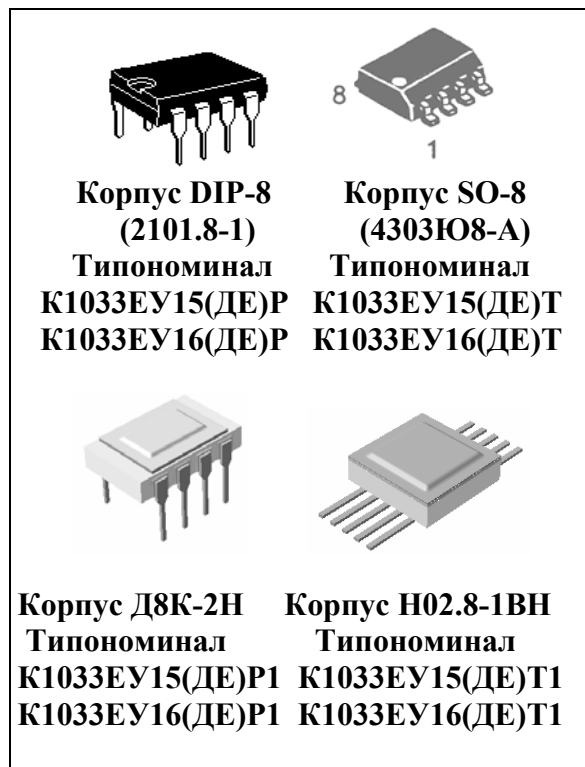 8
1
Корпус DIP-8 Корпус SO-8
(2101.8-1) (4303Ю8-А)
Типономинал Типономинал
К1033ЕУ15(ДЕ)Р К1033ЕУ15(ДЕ)Т
К1033ЕУ16(ДЕ)Р К1033ЕУ16(ДЕ)Т
Корпус Д8К-2Н Корпус Н02.8-1ВН
Типономинал Типономинал
К1033ЕУ15(ДЕ)Р1 К1033ЕУ15(ДЕ)Т1
К1033ЕУ16(ДЕ)Р1 К1033ЕУ16(ДЕ)Т1